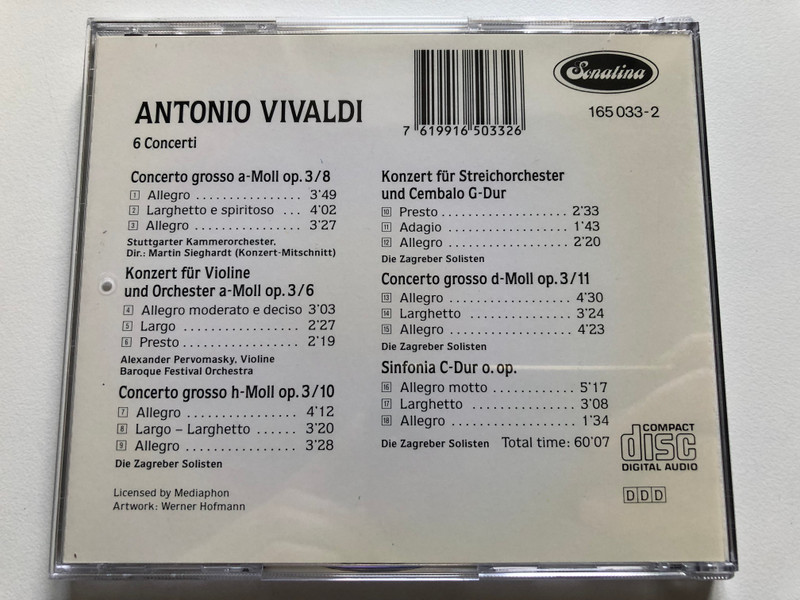 Sonatina
165 033-2
7 619916 503326
ANTONIO VIVALDI
6 Concerti
Concerto grosso a-Moll op. 3/8
1 Allegro ................ 3'49
2 Larghetto e spiritoso ... 4'02
3 Allegro ................ 3'27
Stuttgarter Kammerorchester,
Dir.: Martin Sieghardt (Konzert-Mitschnitt)
Konzert für Violine
und Orchester a-Moll op. 3/6
4 Allegro moderato e deciso 3'03
5 Largo ................. 2'27
6 Presto ................. 2'19
Alexander Pervomasky, Violine
Baroque Festival Orchestra
Concerto grosso h-Moll op. 3/10
7 Allegro ................ 4'12
8 Largo – Larghetto ....... 3'20
9 Allegro ................ 3'28
Die Zagreber Solisten
Licensed by Mediaphon
Artwork: Werner Hofmann
Konzert für Streichorchester
und Cembalo G-Dur
10 Presto ................... 2'33
11 Adagio ................... 1'43
12 Allegro .................. 2'20
Die Zagreber Solisten
Concerto grosso d-Moll op. 3/11
13 Allegro .................. 4'30
14 Larghetto ................ 3'24
15 Allegro .................. 4'23
Die Zagreber Solisten
Sinfonia C-Dur o. op.
16 Allegro motto ............. 5'17
17 Larghetto ................ 3'08
18 Allegro ................... 1'34
Die Zagreber Solisten Total time: 60'07
COMPACT
disc
DIGITAL AUDIO
DDD